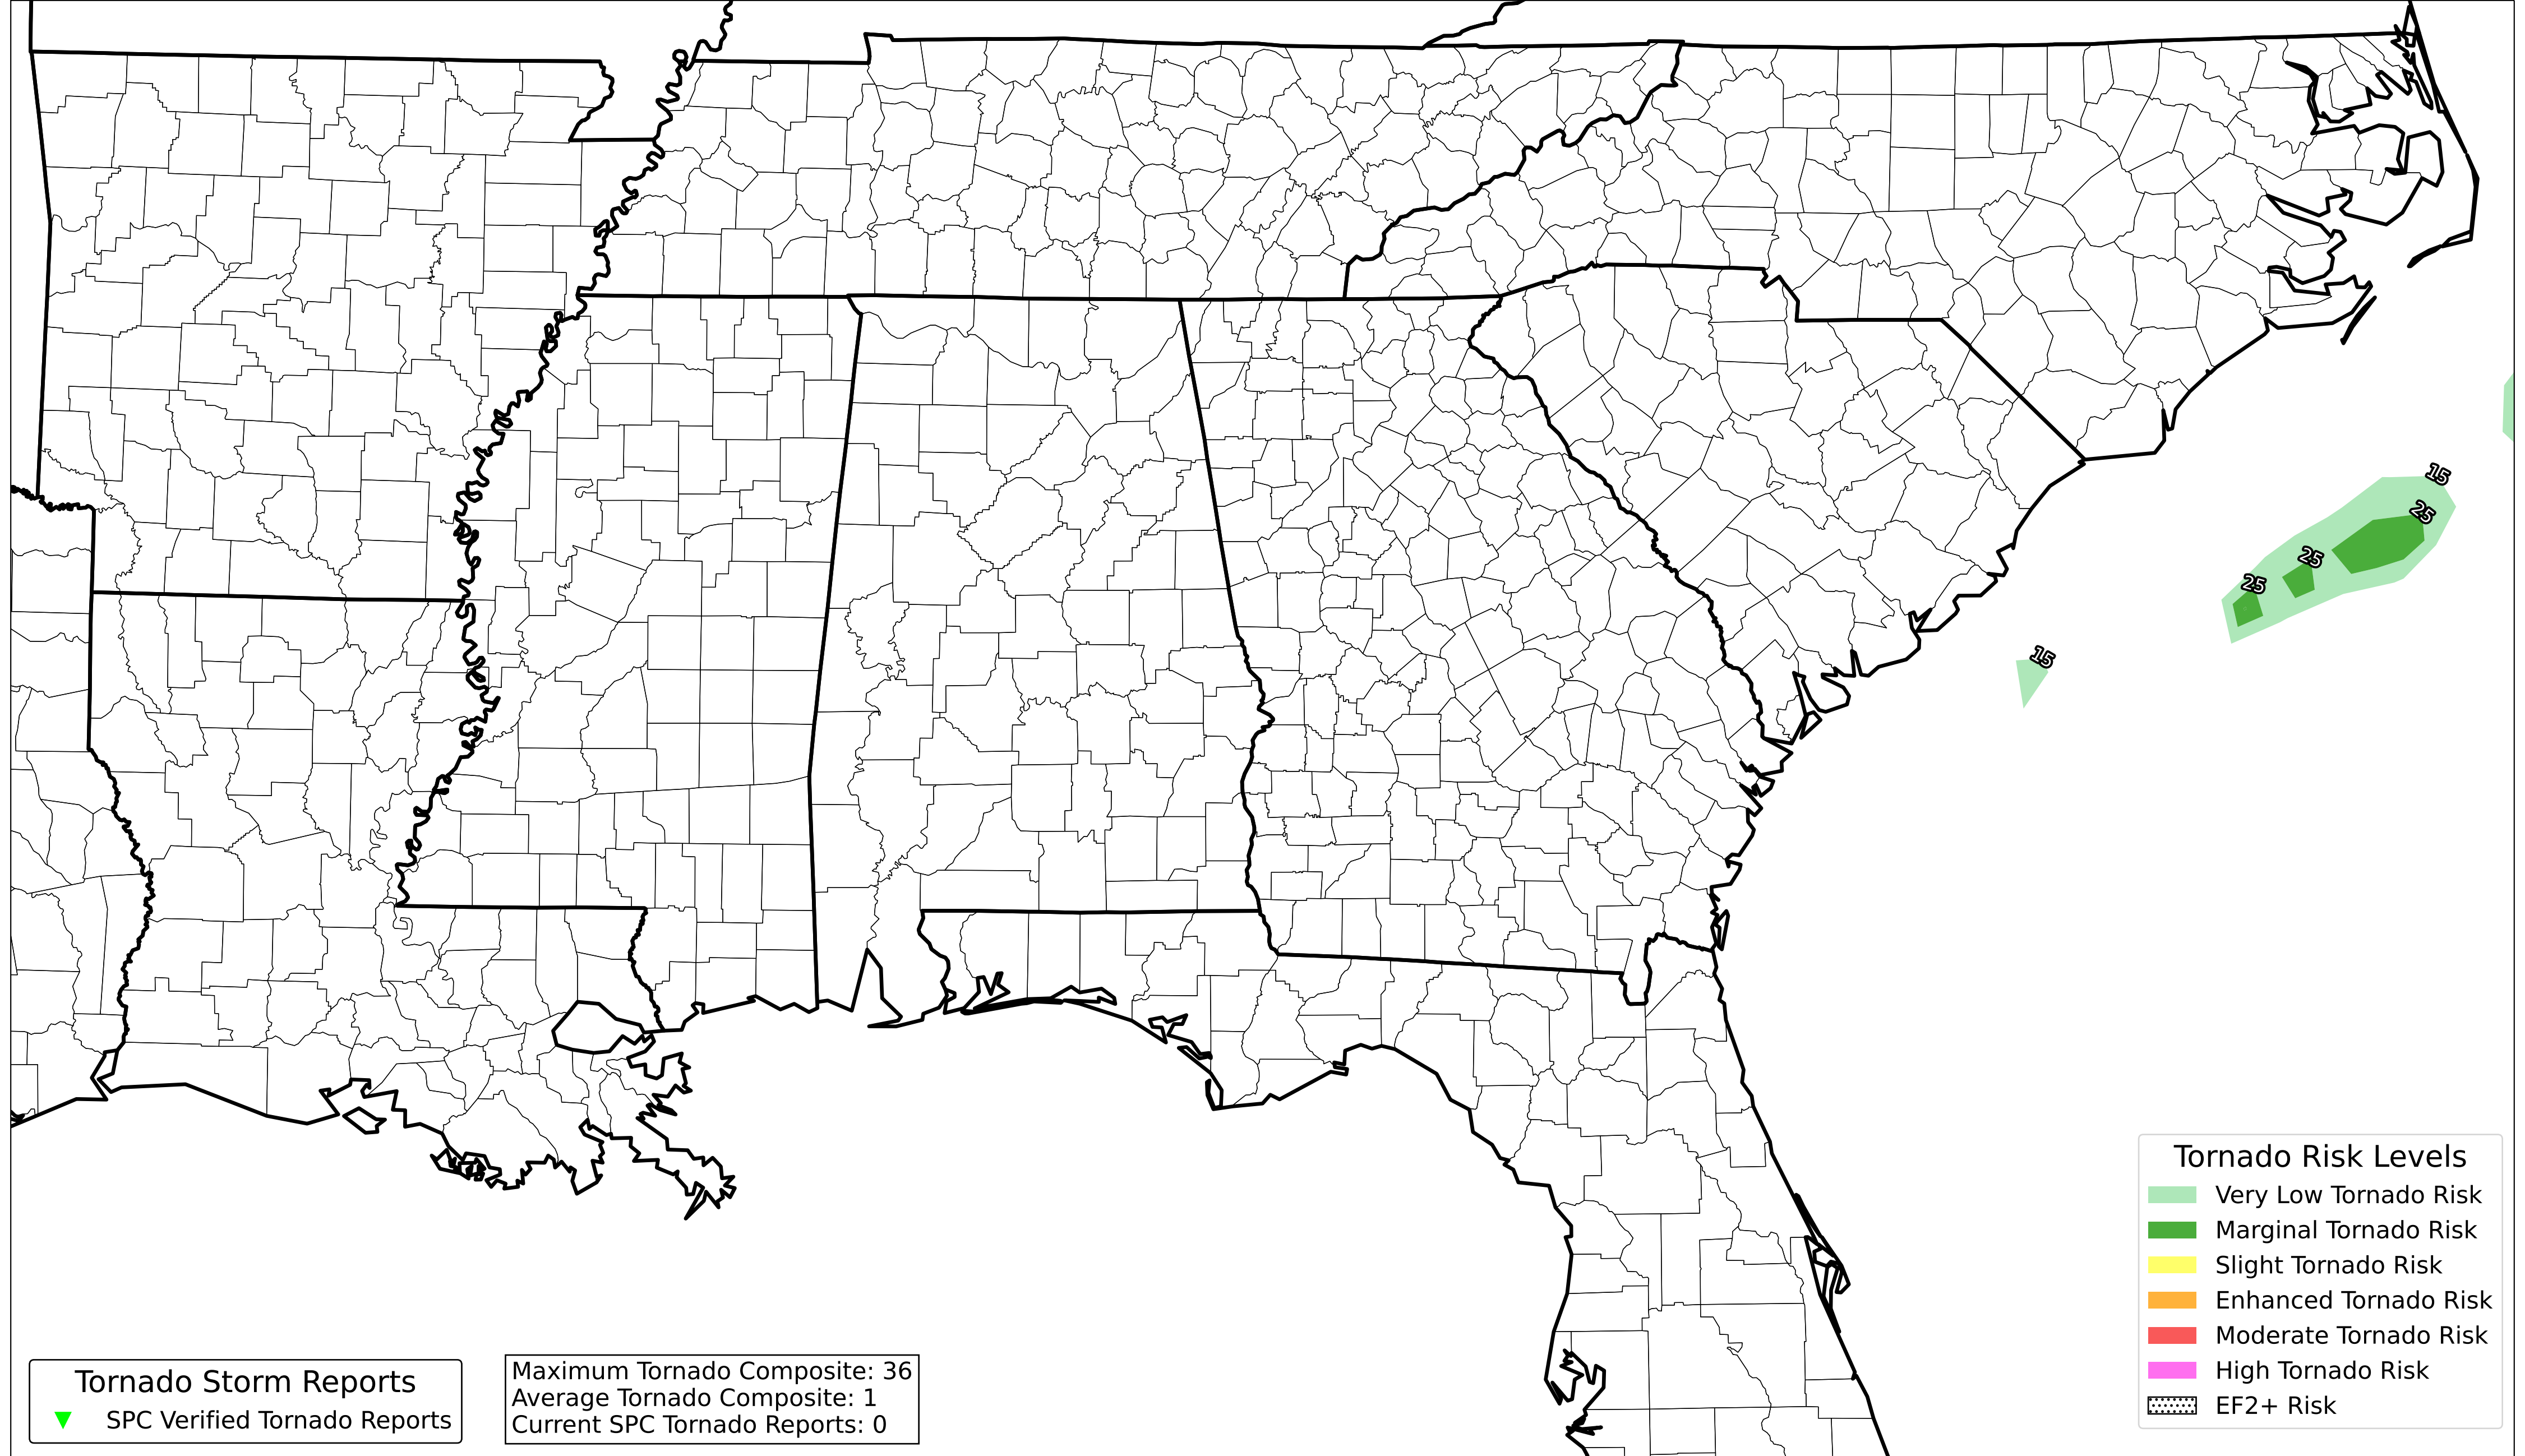 15
25
25
25
15
Tornado Risk Levels
Very Low Tornado Risk
Marginal Tornado Risk
Slight Tornado Risk
Enhanced Tornado Risk
Moderate Tornado Risk
High Tornado Risk
EF2+ Risk
Tornado Storm Reports
SPC Verified Tornado Reports
Maximum Tornado Composite: 36
Average Tornado Composite: 1
Current SPC Tornado Reports: 0